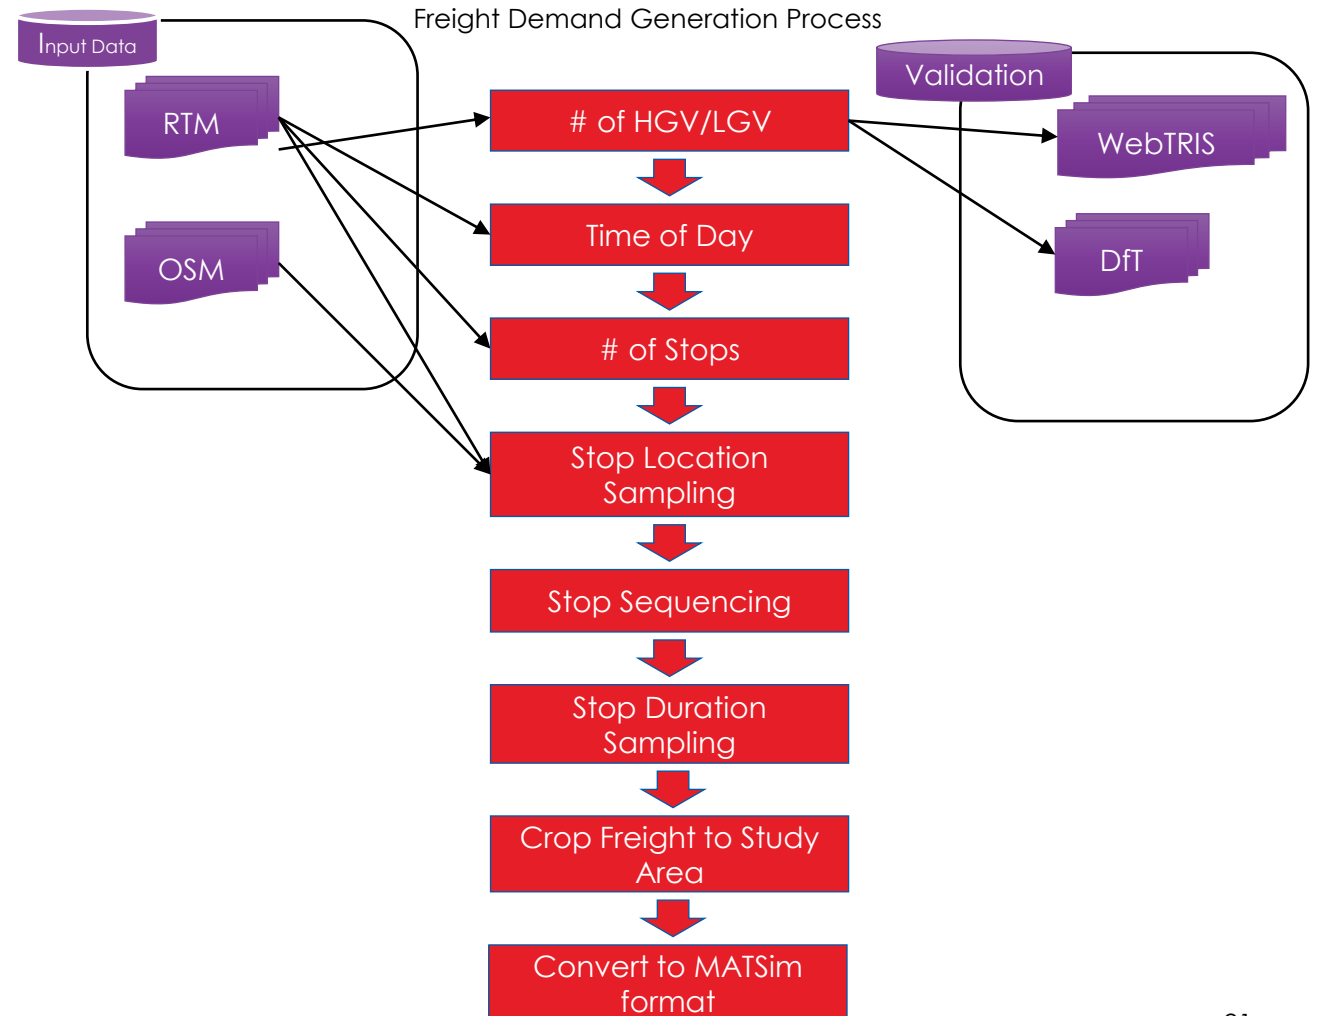 Freight Demand Generation Process
Input Data
Validation
RTM
# of HGV/LGV
WebTRIS
Time of Day
OSM
DfT
# of Stops
Stop Location
Sampling
Stop Sequencing
Stop Duration
Sampling
Crop Freight to Study
Area
Convert to MATSim
format